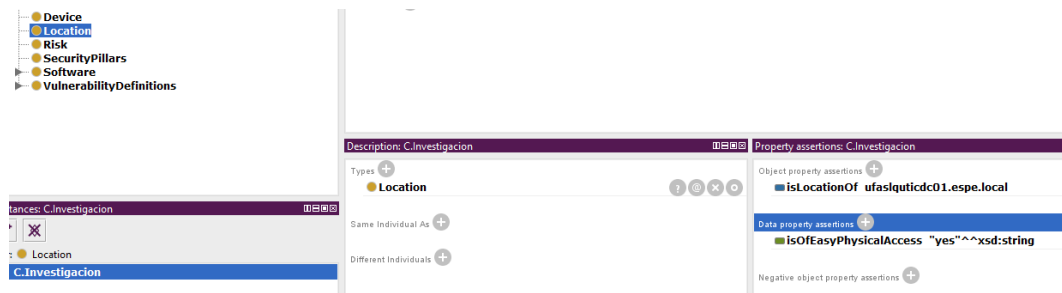 Device
Location
Risk
SecurityPillars
Software
VulnerabilityDefinitions
tances: C.Investigacion
: Location
C.Investigacion
Description: C.Investigacion
Types
Location
Same Individual As
Different Individuals
Property assertions: C.Investigacion
Object property assertions
isLocationOf ufaslquticdc01.espe.local
Data property assertions
isOfEasyPhysicalAccess "yes"^^xsd:string
Negative object property assertions